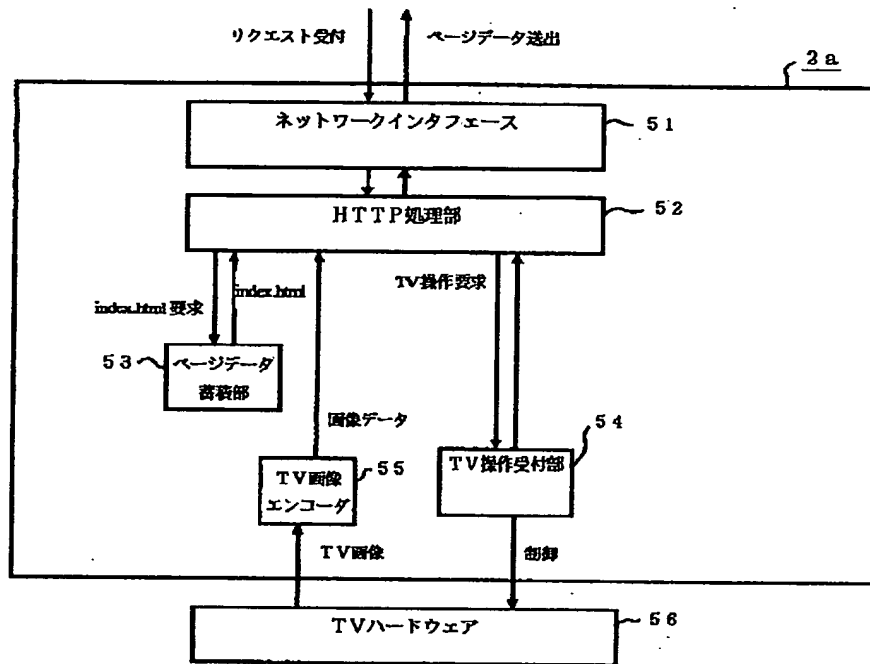 リクエスト受付
ページデータ送出
2a
ネットワークインタフェース
51
HTTP処理部
52
index.html 要求
index.html
TV操作要求
53
ページデータ
蓄積部
画像データ
54
TV画像
エンコーダ
55
TV操作受付部
TV画像
制御
TVハードウェア
56